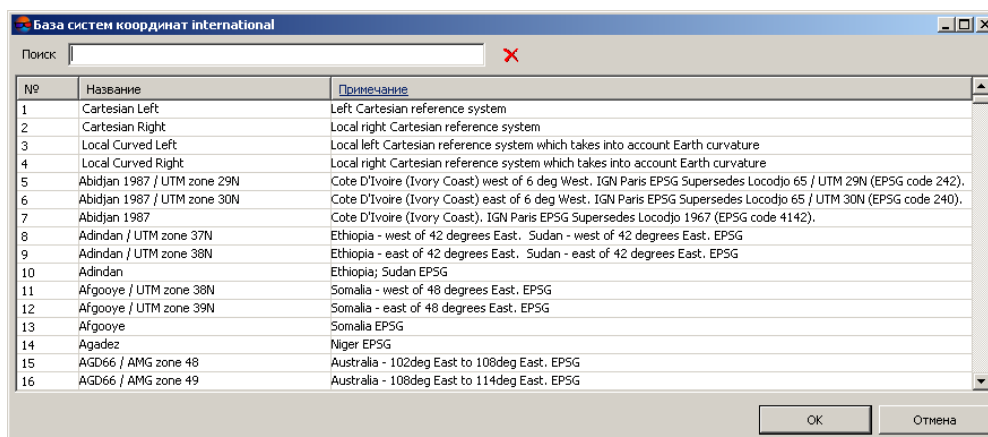 База систем координат international
Поиск
№ Название Примечание
1 Cartesian Left Left Cartesian reference system
2 Cartesian Right Local right Cartesian reference system
3 Local Curved Left Local left Cartesian reference system which takes into account Earth curvature
4 Local Curved Right Local right Cartesian reference system which takes into account Earth curvature
5 Abidjan 1987 / UTM zone 29N Cote D'Ivoire (Ivory Coast) west of 6 deg West. IGN Paris EPSG Supersedes Locodjo 65 / UTM 29N (EPSG code 242).
6 Abidjan 1987 / UTM zone 30N Cote D'Ivoire (Ivory Coast) east of 6 deg West. IGN Paris EPSG Supersedes Locodjo 65 / UTM 30N (EPSG code 240).
7 Abidjan 1987 Cote D'Ivoire (Ivory Coast). IGN Paris EPSG Supersedes Locodjo 1967 (EPSG code 4142).
8 Adindan / UTM zone 37N Ethiopia - west of 42 degrees East. Sudan - west of 42 degrees East. EPSG
9 Adindan / UTM zone 38N Ethiopia - east of 42 degrees East. Sudan - east of 42 degrees East. EPSG
10 Adindan Ethiopia; Sudan EPSG
11 Afgooye / UTM zone 38N Somalia - west of 48 degrees East. EPSG
12 Afgooye / UTM zone 39N Somalia - east of 48 degrees East. EPSG
13 Afgooye Somalia EPSG
14 Agadez Niger EPSG
15 AGD66 / AMG zone 48 Australia - 102deg East to 108deg East. EPSG
16 AGD66 / AMG zone 49 Australia - 108deg East to 114deg East. EPSG
OK Отмена